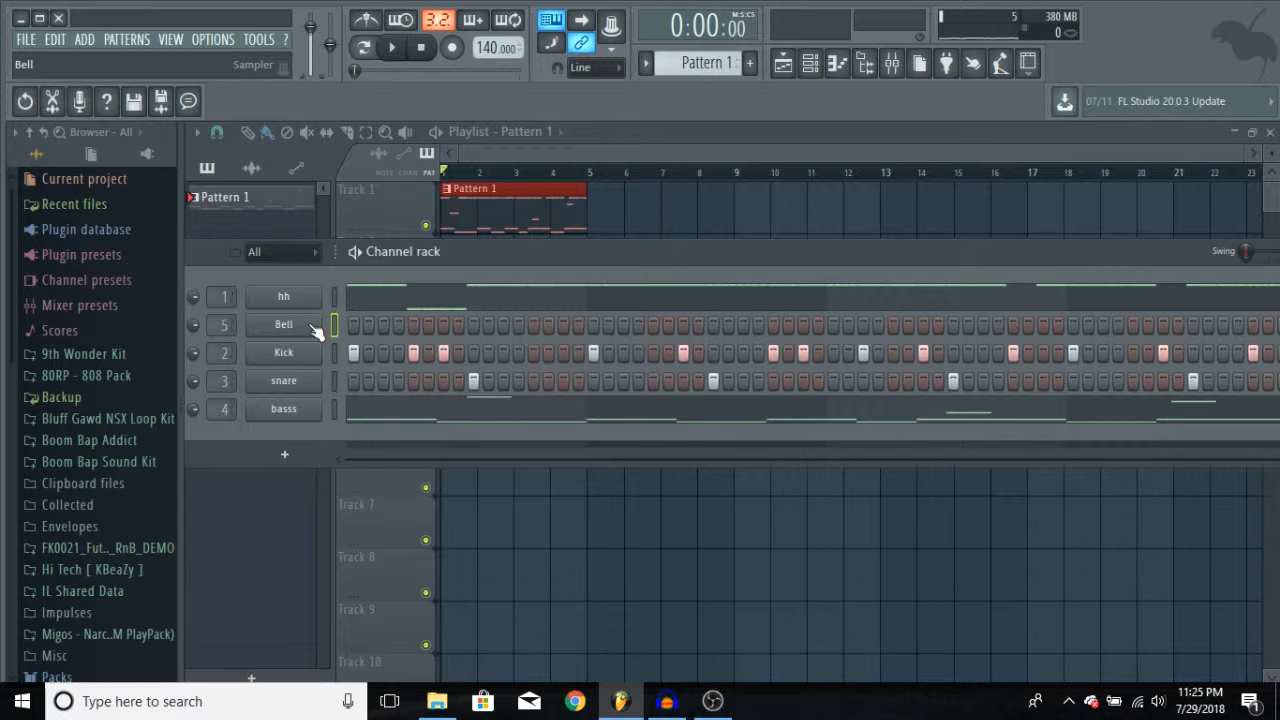 FILE EDIT ADD PATTERNS VIEW OPTIONS TOOLS ?
Bell
Sampler
3.2.
140.000
Line
0:00:00
M:S:CS
Pattern 1
5
380 MB
0
07/11 FL Studio 20.0.3 Update
Browser - All
Current project
Recent files
Plugin database
Plugin presets
Channel presets
Mixer presets
Scores
9th Wonder Kit
80RP - 808 Pack
Backup
Bluff Gawd NSX Loop Kit
Boom Bap Addict
Boom Bap Sound Kit
Clipboard files
Collected
Envelopes
FK0021_Fut.._RnB_DEMO
Hi Tech [ KBeaZy ]
IL Shared Data
Impulses
Migos - Narc..M PlayPack)
Misc
Packs
Playlist - Pattern 1
NOTE CHAN PAT
2 3 4 5 6 7 8 9 10 11 12 13 14 15 16 17 18 19 20 21 22 23
Pattern 1
Track 1
Pattern 1
All
Channel rack
Swing
1 hh
5 Bell
2 Kick
3 snare
4 basss
+
Track 7
Track 8
Track 9
Track 10
+
Type here to search
11:25 PM
7/29/2018
1